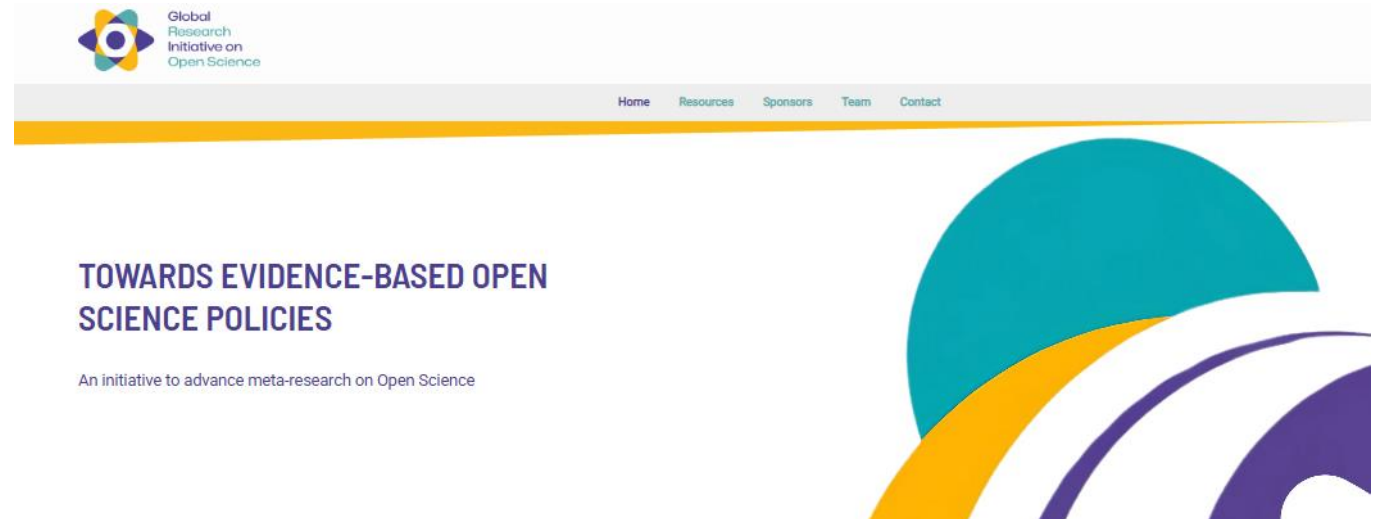 Global
Research
Initiative on
Open Science
Home Resources Sponsors Team Contact
TOWARDS EVIDENCE-BASED OPEN
SCIENCE POLICIES
An initiative to advance meta-research on Open Science